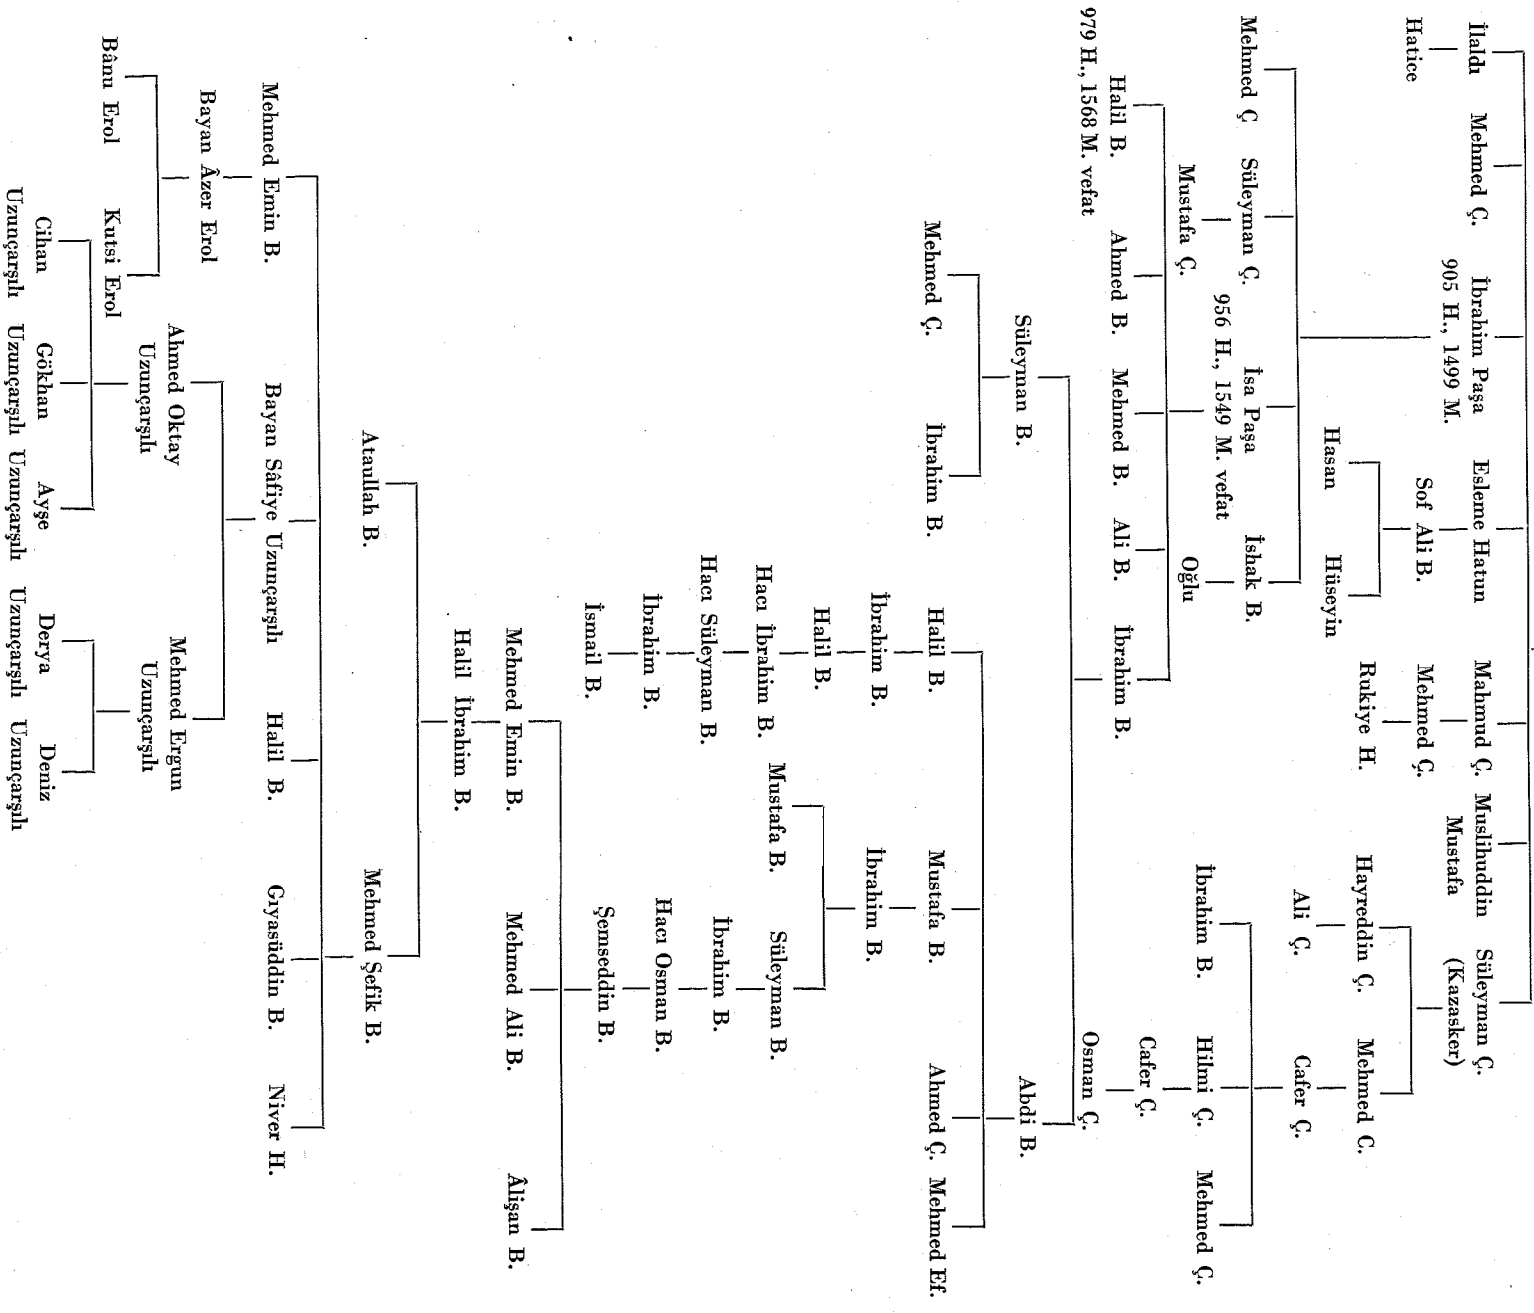 İlaldı Mehmed Ç. İbrahim Paşa Esleme Hatun Mahmud Ç. Muslihuddin Süleyman Ç.
905 H., 1499 M. Mustafa (Kazasker)
Hatice Sof Ali B. Mehmed Ç.
Rukiye H. Hayreddin Ç. Mehmed C.
Hasan Hüseyin
Ali Ç. Cafer Ç.
Mehmed Ç Süleyman Ç. İsa Paşa İshak B.
956 H., 1549 M. vefat
İbrahim B. Hilmi Ç. Mehmed Ç.
Mustafa Ç. Oğlu
Cafer Ç.
Halil B. Ahmed B. Mehmed B. Ali B. İbrahim B.
979 H., 1568 M. vefat
Osman Ç.
Süleyman B. Abdi B.
Mehmed Ç. İbrahim B. Halil B. Mustafa B. Ahmed Ç. Mehmed Ef.
İbrahim B. İbrahim B.
Halil B.
Hacı İbrahim B. Mustafa B. Süleyman B.
Hacı Süleyman B. İbrahim B.
İbrahim B. Hacı Osman B.
İsmail B. Şemseddin B.
Mehmed Emin B. Mehmed Ali B. Âlişan B.
Halil İbrahim B.
Ataullah B. Mehmed Şefik B.
Mehmed Emin B. Bayan Sâfiye Uzunçarşılı Halil B. Gıyasüddin B. Niver H.
Bayan Âzer Erol
Ahmed Oktay Mehmed Ergun
Uzunçarşılı Uzunçarşılı
Bânu Erol Kutsi Erol
Cihan Gökhan Ayşe Derya Deniz
Uzunçarşılı Uzunçarşılı Uzunçarşılı Uzunçarşılı Uzunçarşılı